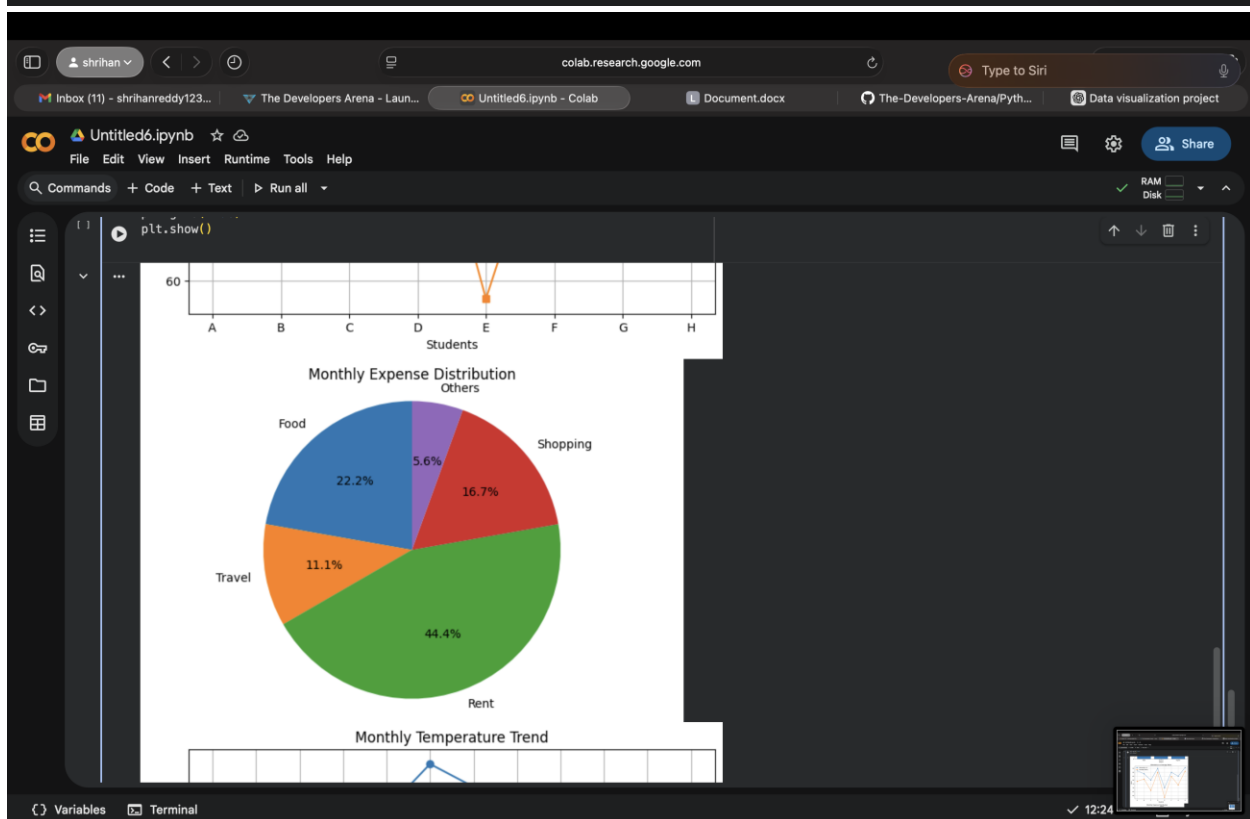 shrihan
colab.research.google.com
Type to Siri
Inbox (11) - shrihanreddy123...
The Developers Arena - Laun...
Untitled6.ipynb - Colab
L Document.docx
The-Developers-Arena/Pyth...
Data visualization project
Untitled6.ipynb
File Edit View Insert Runtime Tools Help
Share
Commands + Code + Text Run all
RAM
Disk
[ ]
plt.show()
60
A B C D E F G H
Students
Monthly Expense Distribution
Others
Food
Shopping
5.6%
22.2%
16.7%
11.1%
Travel
44.4%
Rent
Monthly Temperature Trend
{} Variables Terminal
12:24